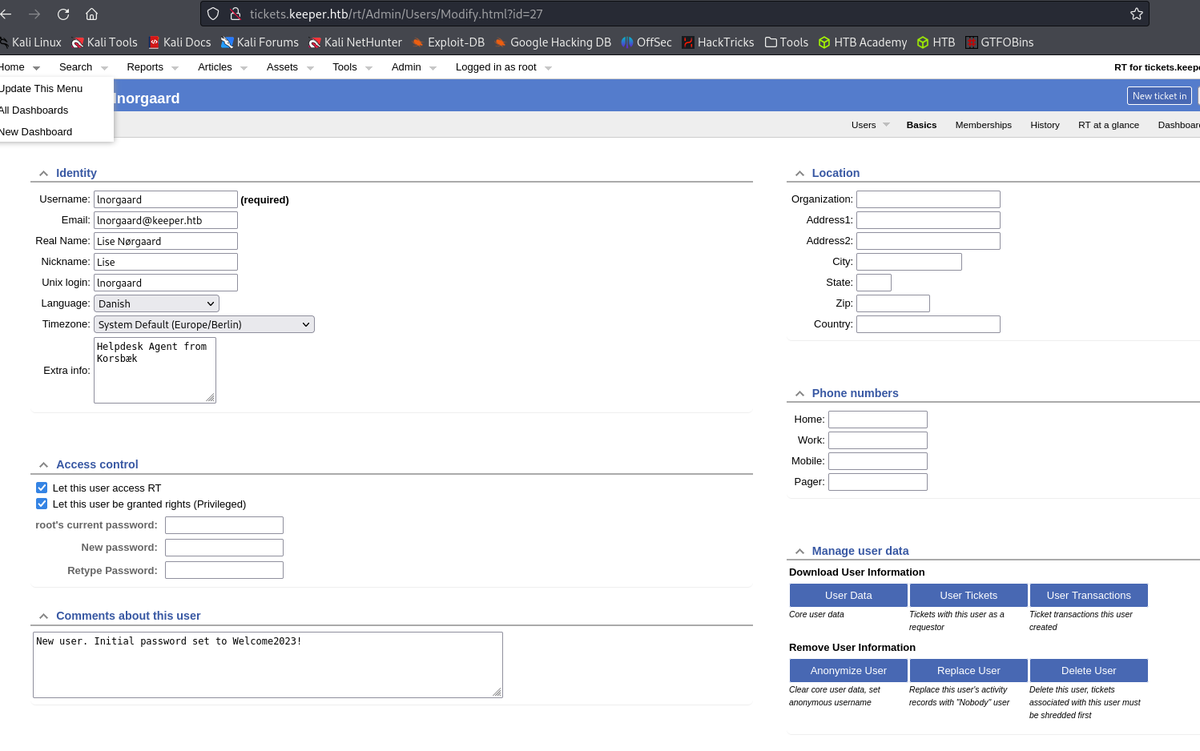 tickets.keeper.htb/rt/Admin/Users/Modify.html?id=27
Kali Linux Kali Tools Kali Docs Kali Forums Kali NetHunter Exploit-DB Google Hacking DB OffSec HackTricks Tools HTB Academy HTB GTFOBins
Home Search Reports Articles Assets Tools Admin Logged in as root RT for tickets.keepe
Update This Menu
All Dashboards
New Dashboard
lnorgaard
New ticket in
Users Basics Memberships History RT at a glance Dashboar
Identity
Username: lnorgaard (required)
Email: lnorgaard@keeper.htb
Real Name: Lise Nørgaard
Nickname: Lise
Unix login: lnorgaard
Language: Danish
Timezone: System Default (Europe/Berlin)
Extra info: Helpdesk Agent from
Korsbæk
Access control
Let this user access RT
Let this user be granted rights (Privileged)
root's current password:
New password:
Retype Password:
Comments about this user
New user. Initial password set to Welcome2023!
Location
Organization:
Address1:
Address2:
City:
State:
Zip:
Country:
Phone numbers
Home:
Work:
Mobile:
Pager:
Manage user data
Download User Information
User Data User Tickets User Transactions
Core user data Tickets with this user as a Ticket transactions this user
requestor created
Remove User Information
Anonymize User Replace User Delete User
Clear core user data, set Replace this user's activity Delete this user, tickets
anonymous username records with "Nobody" user associated with this user must
be shredded first